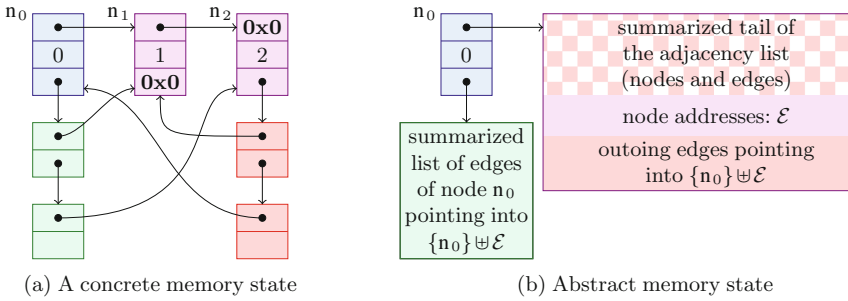 n₀ n₁ n₂
0x0
0 1 2
0x0
(a) A concrete memory state
n₀
0
summarized tail of
the adjacency list
(nodes and edges)
node addresses: ℰ
outoing edges pointing
into {n₀} ⊎ ℰ
summarized
list of edges
of node n₀
pointing into
{n₀} ⊎ ℰ
(b) Abstract memory state